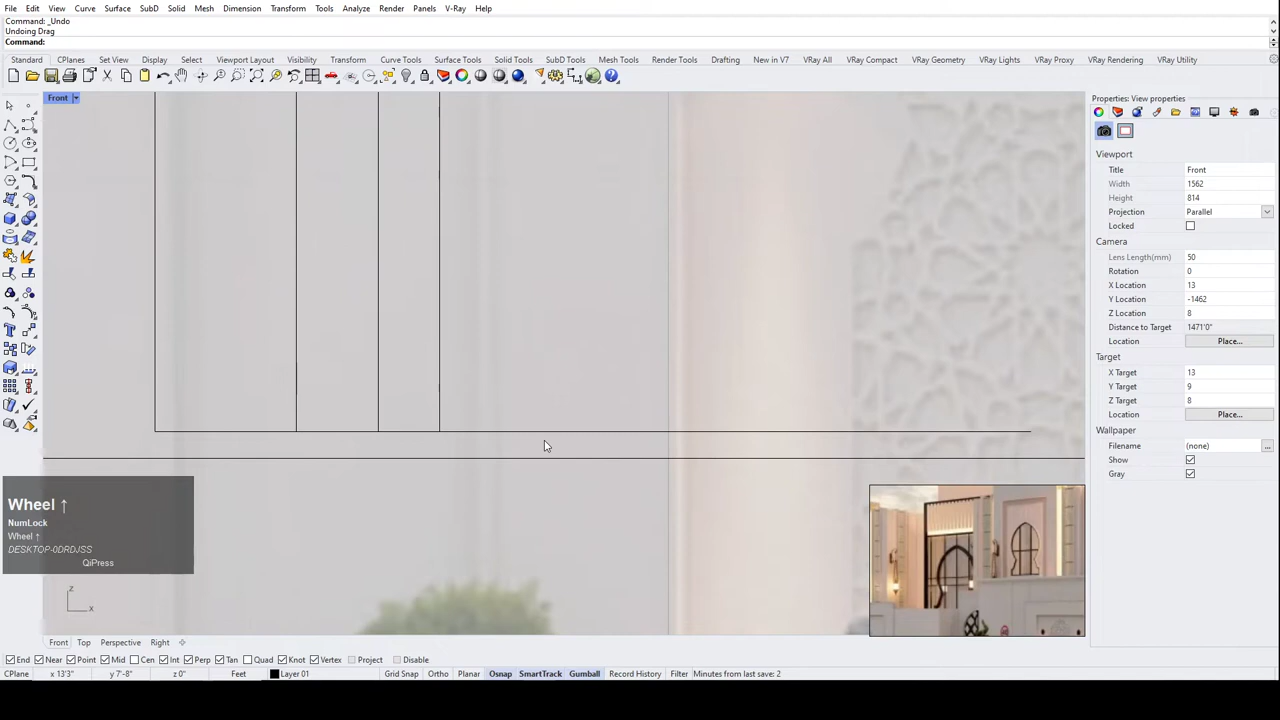 File Edit View Curve Surface SubD Solid Mesh Dimension Transform Tools Analyze Render Panels V-Ray Help
Command: _Undo
Undoing Drag
Command:
Standard CPlanes Set View Display Select Viewport Layout Visibility Transform Curve Tools Surface Tools Solid Tools SubD Tools Mesh Tools Render Tools Drafting New in V7 VRay All VRay Compact VRay Geometry VRay Lights VRay Proxy VRay Rendering VRay Utility
Front
Properties: View properties
Viewport
Title Front
Width 1562
Height 814
Projection Parallel
Locked
Camera
Lens Length(mm) 50
Rotation 0
X Location 13
Y Location -1462
Z Location 8
Distance to Target 1471'0"
Location Place...
Target
X Target 13
Y Target 9
Z Target 8
Location Place...
Wallpaper
Filename (none) ...
Show
Gray
Wheel ↑
NumLock
Wheel ↑
DESKTOP-0DRDJSS
QiPress
z
x
Front Top Perspective Right
End Near Point Mid Cen Int Perp Tan Quad Knot Vertex Project Disable
CPlane x 13'3" y 7'-8" z 0" Feet Layer 01 Grid Snap Ortho Planar Osnap SmartTrack Gumball Record History Filter Minutes from last save: 2